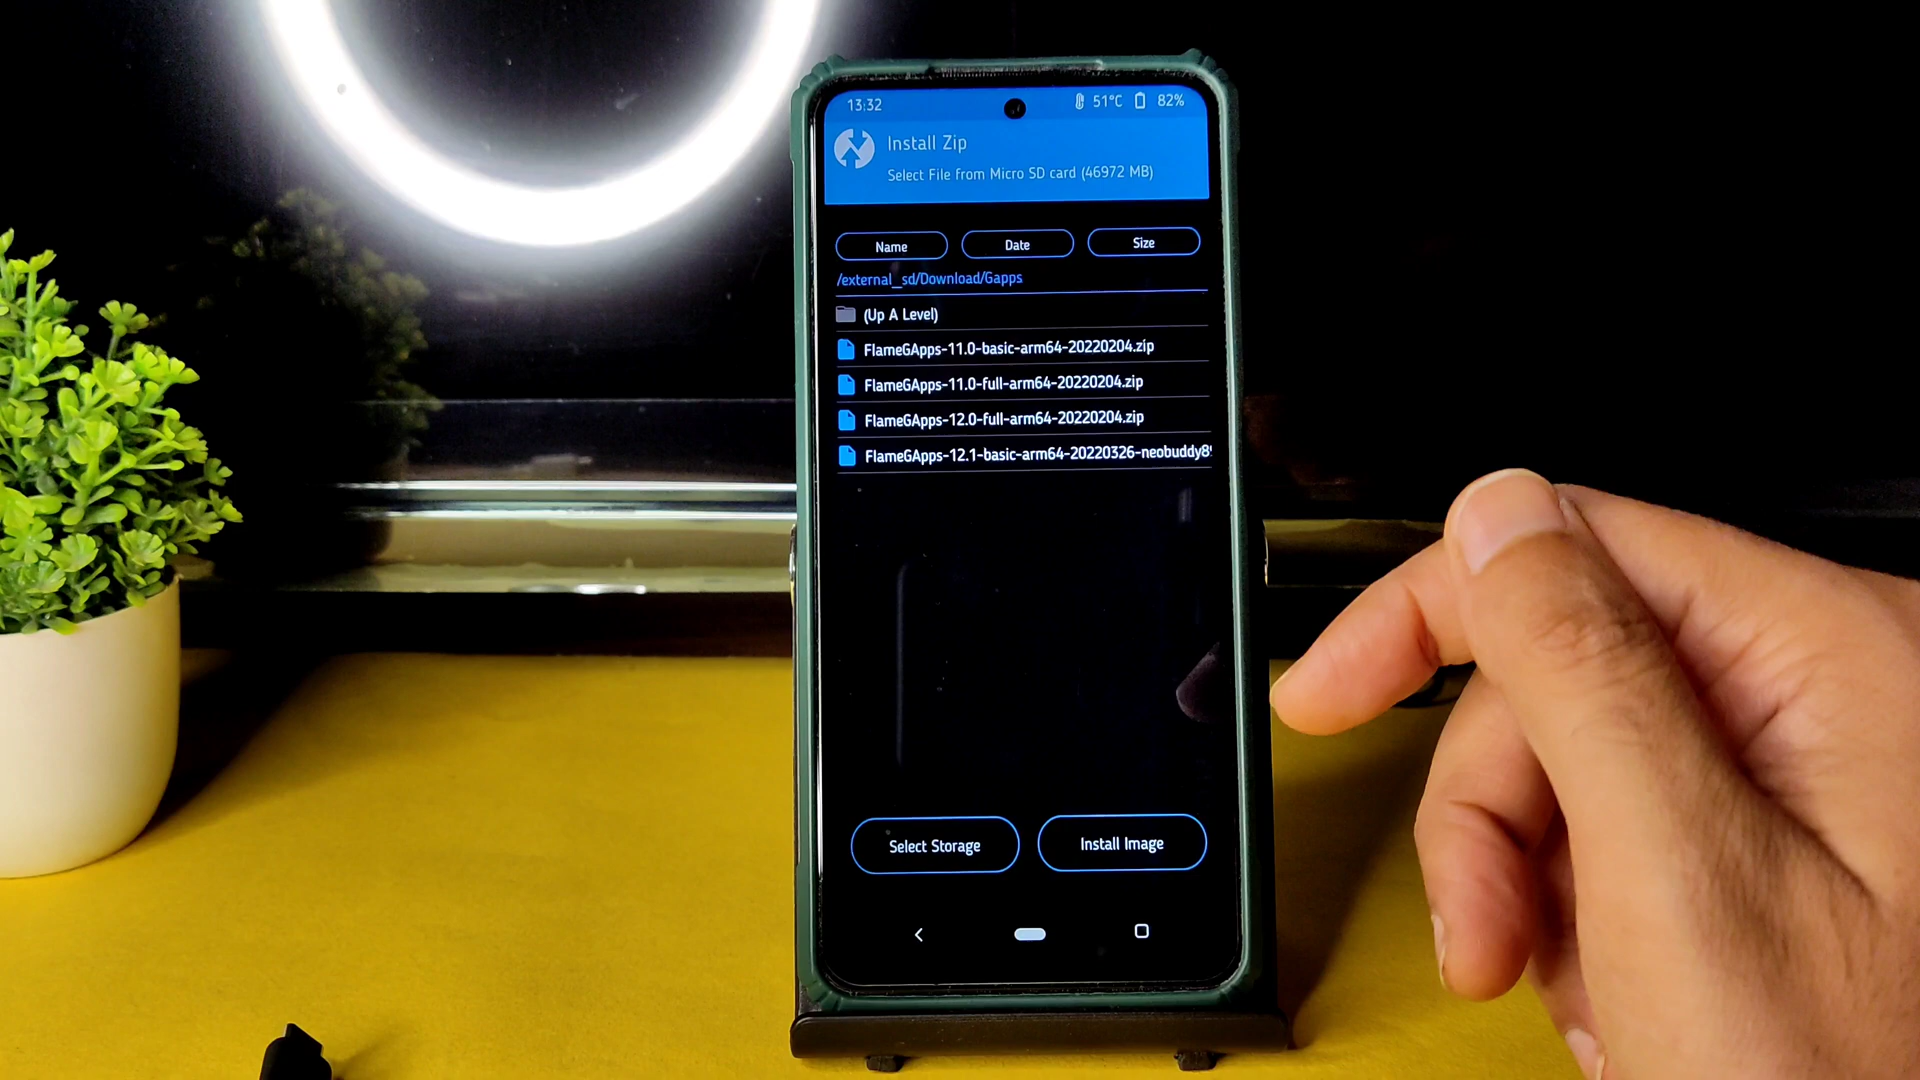 13:32 51°C 82%
Install Zip
Select File from Micro SD card (46972 MB)
Name Date Size
/external_sd/Download/Gapps
(Up A Level)
FlameGApps-11.0-basic-arm64-20220204.zip
FlameGApps-11.0-full-arm64-20220204.zip
FlameGApps-12.0-full-arm64-20220204.zip
FlameGApps-12.1-basic-arm64-20220326-neobuddy89
Select Storage Install Image